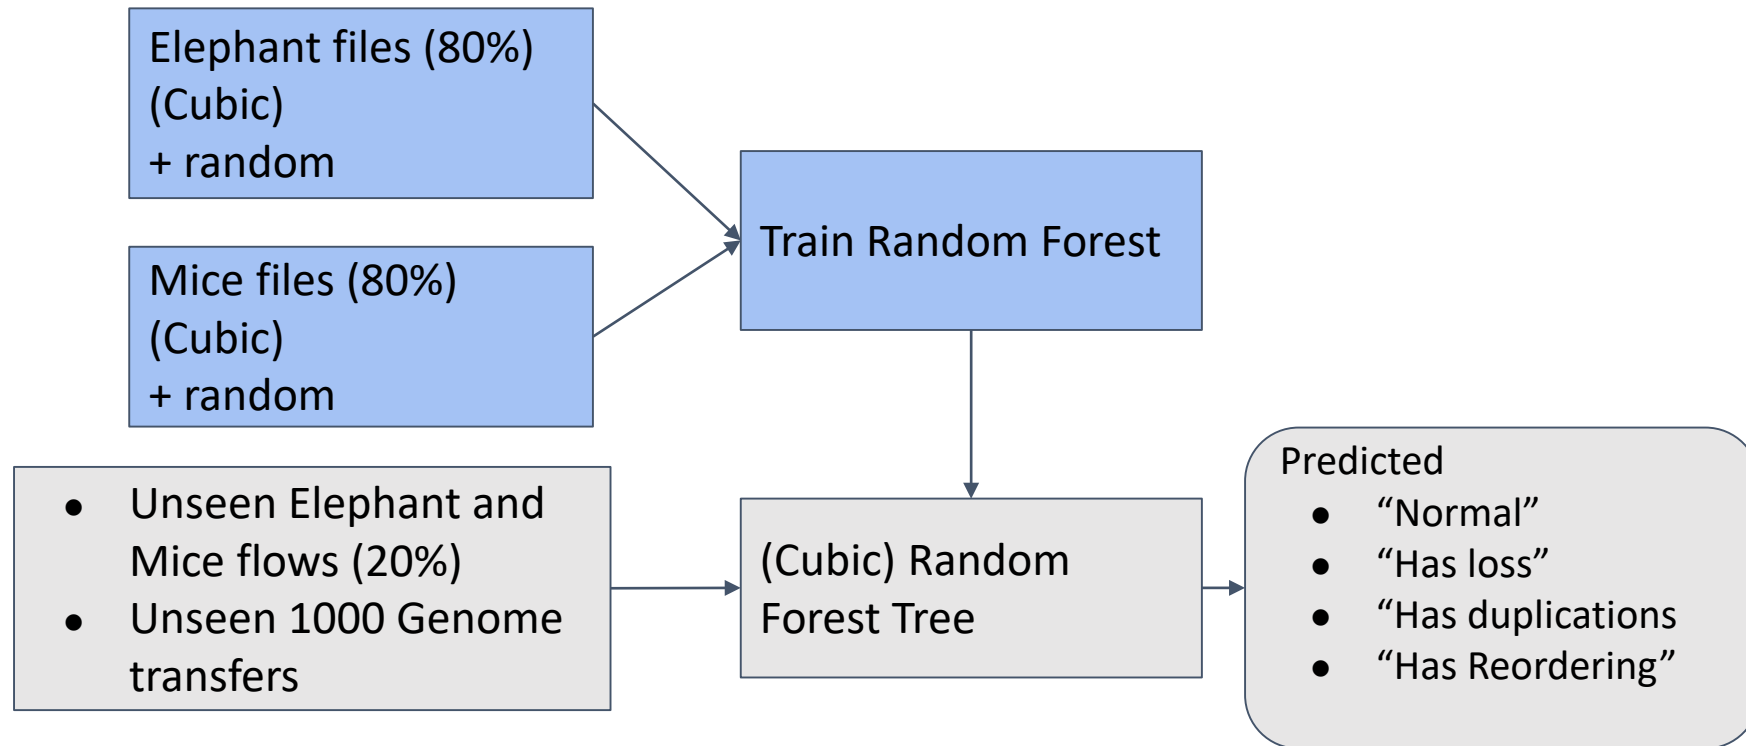 Elephant files (80%)
(Cubic)
+ random
Mice files (80%)
(Cubic)
+ random
Train Random Forest
● Unseen Elephant and
Mice flows (20%)
● Unseen 1000 Genome
transfers
(Cubic) Random
Forest Tree
Predicted
● “Normal”
● “Has loss”
● “Has duplications
● “Has Reordering”